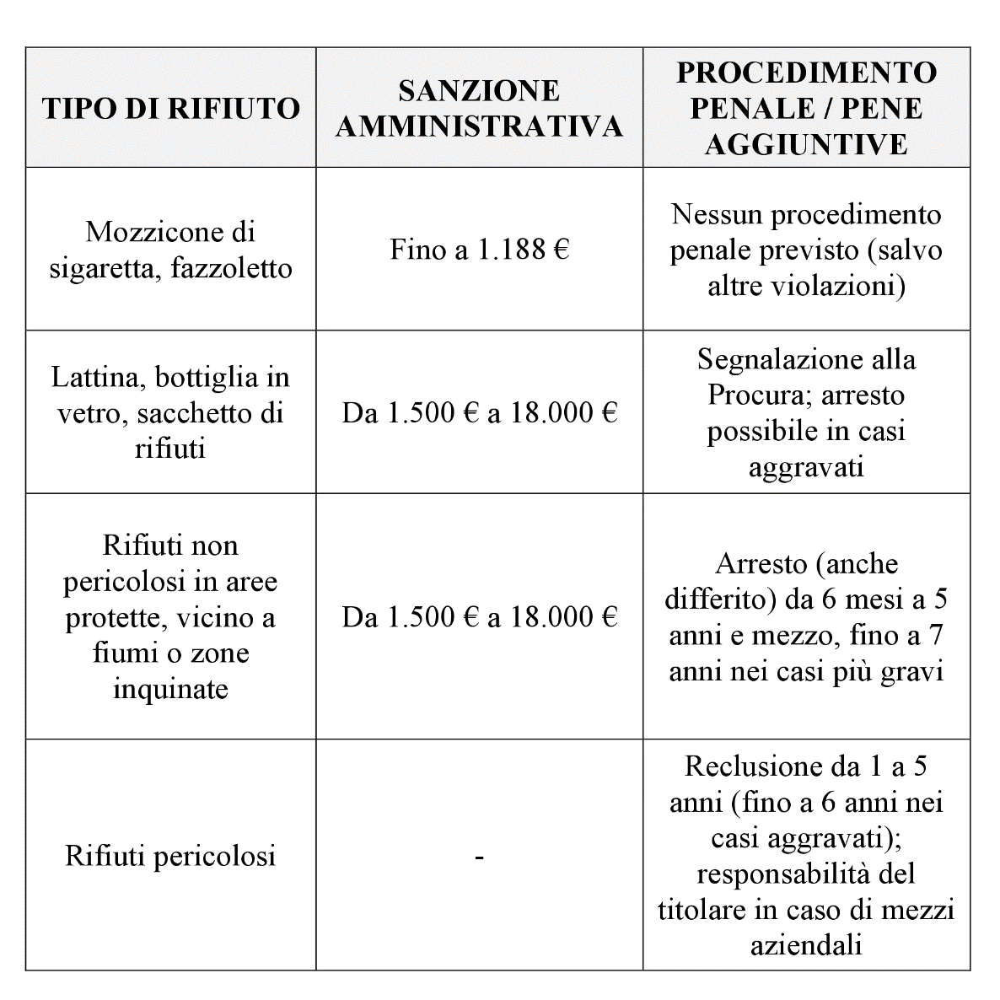 TIPO DI RIFIUTO
SANZIONE
AMMINISTRATIVA
PROCEDIMENTO
PENALE / PENE
AGGIUNTIVE
Mozzicone di
sigaretta, fazzoletto
Fino a 1.188 €
Nessun procedimento
penale previsto (salvo
altre violazioni)
Lattina, bottiglia in
vetro, sacchetto di
rifiuti
Da 1.500 € a 18.000 €
Segnalazione alla
Procura; arresto
possibile in casi
aggravati
Rifiuti non
pericolosi in aree
protette, vicino a
fiumi o zone
inquinate
Da 1.500 € a 18.000 €
Arresto (anche
differito) da 6 mesi a 5
anni e mezzo, fino a 7
anni nei casi più gravi
Rifiuti pericolosi
-
Reclusione da 1 a 5
anni (fino a 6 anni nei
casi aggravati);
responsabilità del
titolare in caso di mezzi
aziendali